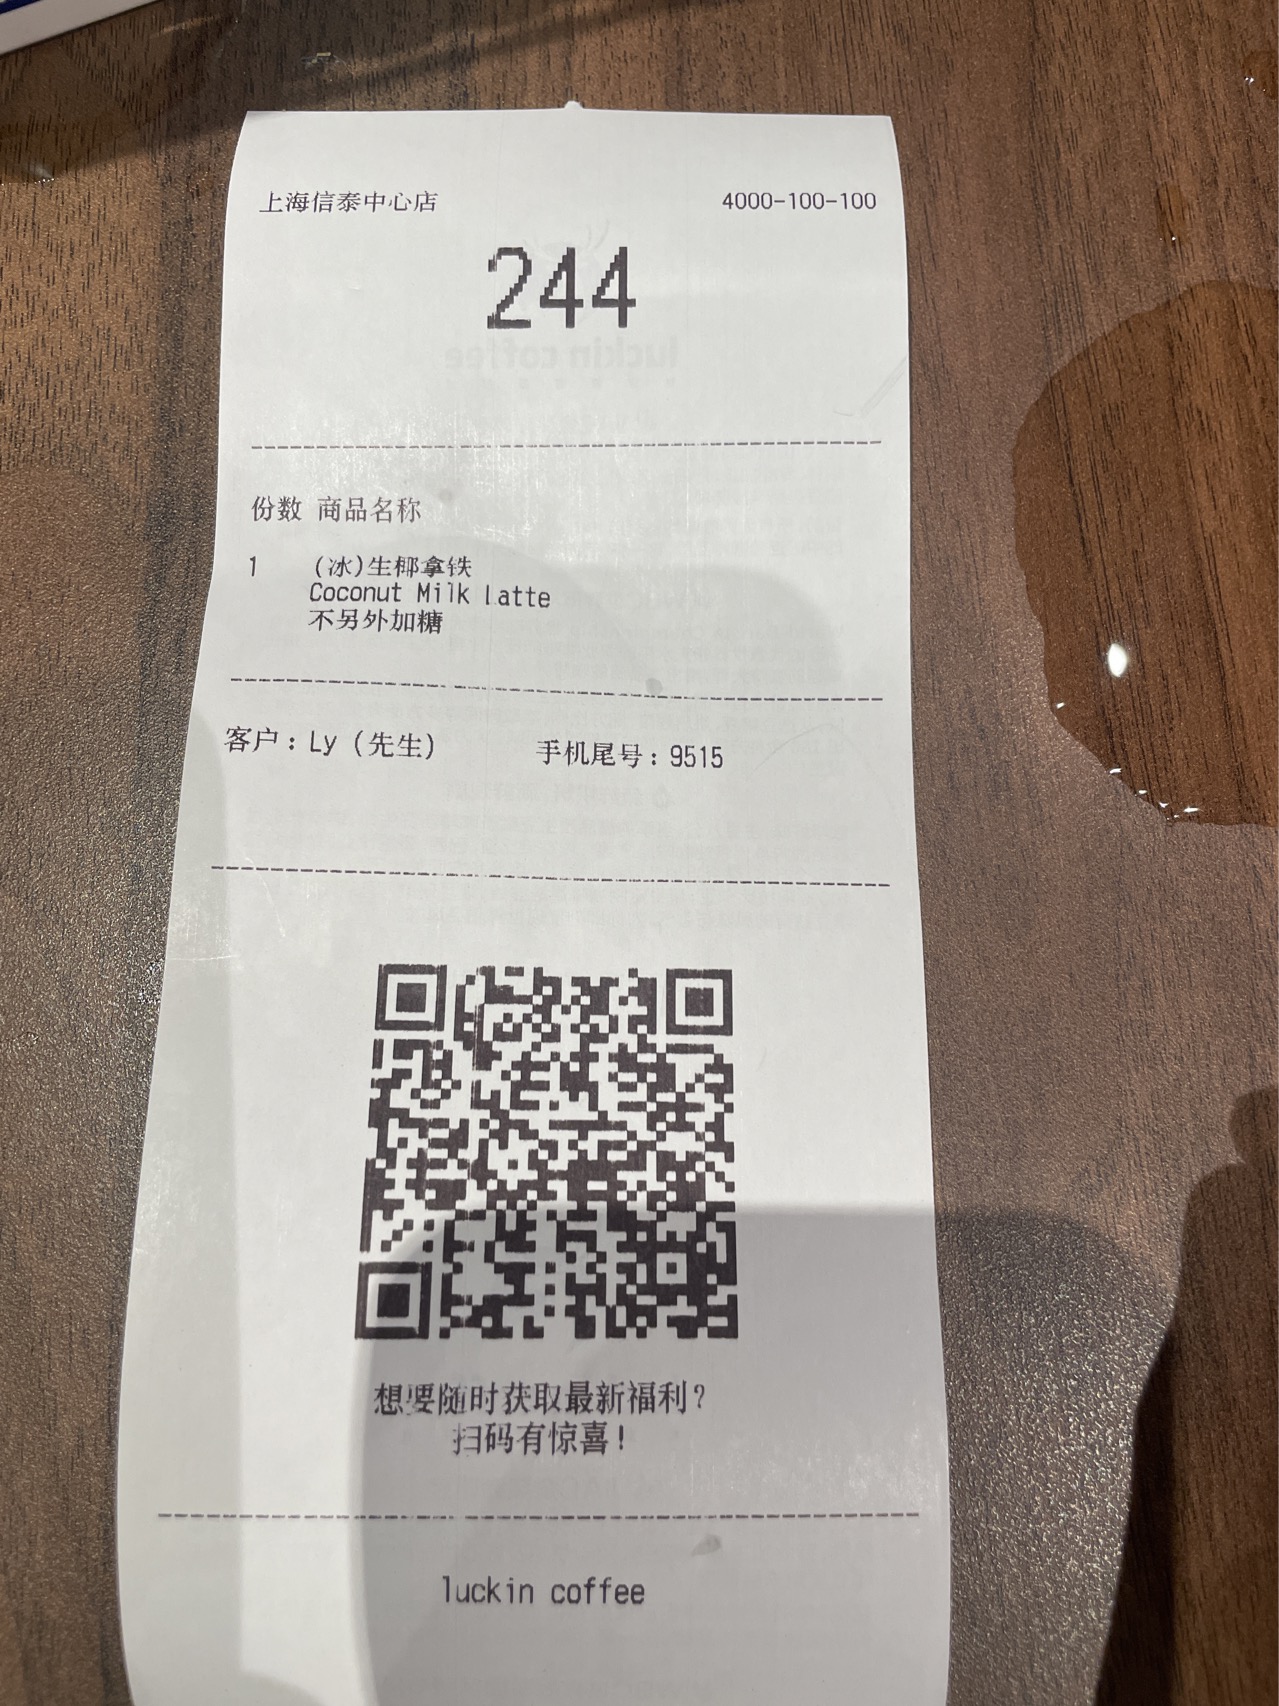 上海信泰中心店 4000-100-100
244
份数 商品名称
1 (冰)生椰拿铁
Coconut Milk Latte
不另外加糖
客户：Ly (先生) 手机尾号：9515
想要随时获取最新福利？
扫码有惊喜！
luckin coffee